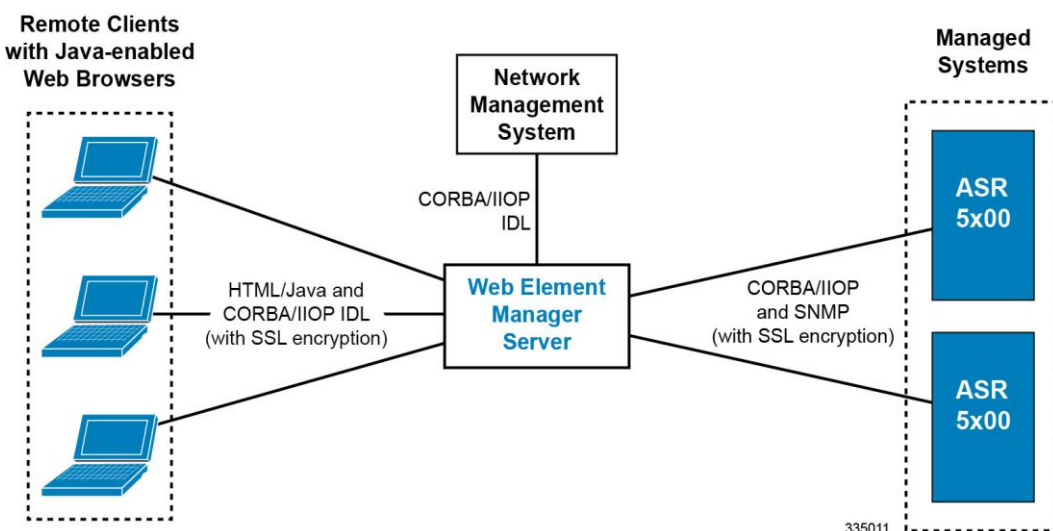 Remote Clients
with Java-enabled
Web Browsers
Network
Management
System
Managed
Systems
CORBA/IIOP
IDL
HTML/Java and
CORBA/IIOP IDL
(with SSL encryption)
Web Element
Manager
Server
CORBA/IIOP
and SNMP
(with SSL encryption)
ASR
5x00
ASR
5x00
335011